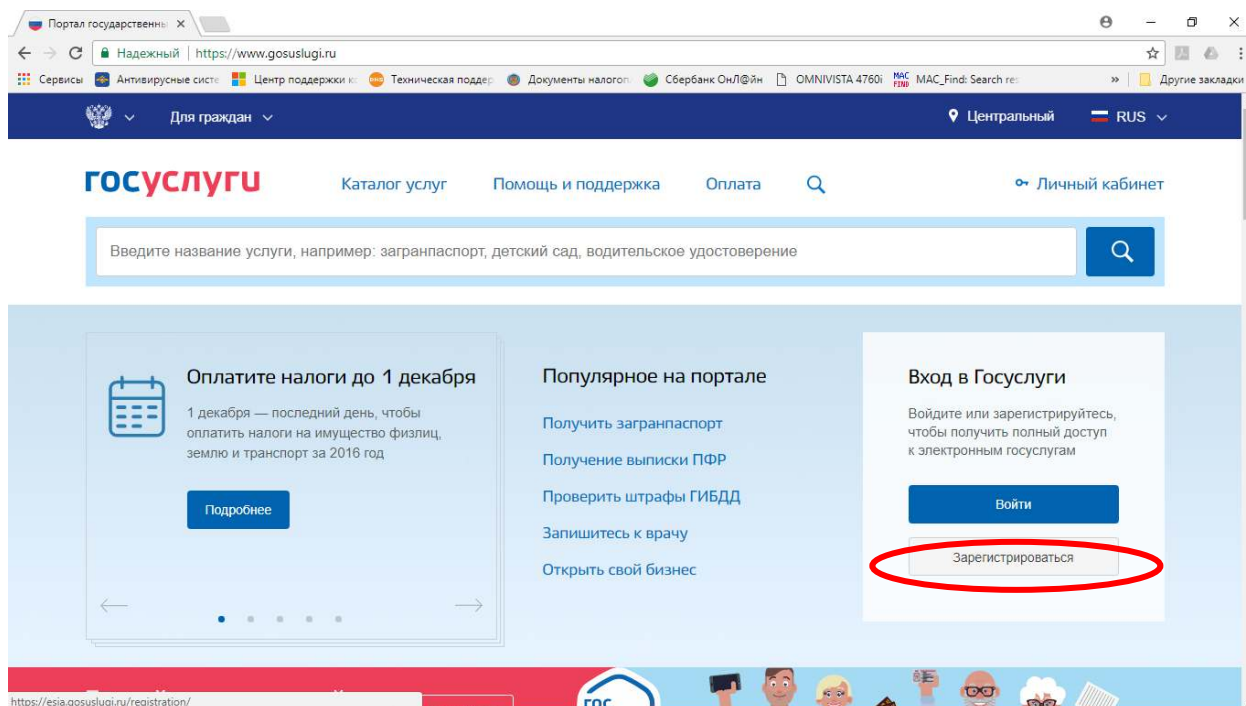 Портал государственны
Надежный | https://www.gosuslugi.ru
Сервисы Антивирусные систе Центр поддержки к Техническая поддер Документы налогоп Сбербанк ОнЛ@йн OMNIVISTA 4760i MAC FIND MAC_Find: Search re » Другие закладки
Для граждан Центральный RUS
госуслуги Каталог услуг Помощь и поддержка Оплата Личный кабинет
Введите название услуги, например: загранпаспорт, детский сад, водительское удостоверение
Оплатите налоги до 1 декабря
1 декабря — последний день, чтобы
оплатить налоги на имущество физлиц,
землю и транспорт за 2016 год
Подробнее
Популярное на портале
Получить загранпаспорт
Получение выписки ПФР
Проверить штрафы ГИБДД
Запишитесь к врачу
Открыть свой бизнес
Вход в Госуслуги
Войдите или зарегистрируйтесь,
чтобы получить полный доступ
к электронным госуслугам
Войти
Зарегистрироваться
гос
https://esia.gosuslugi.ru/registration/